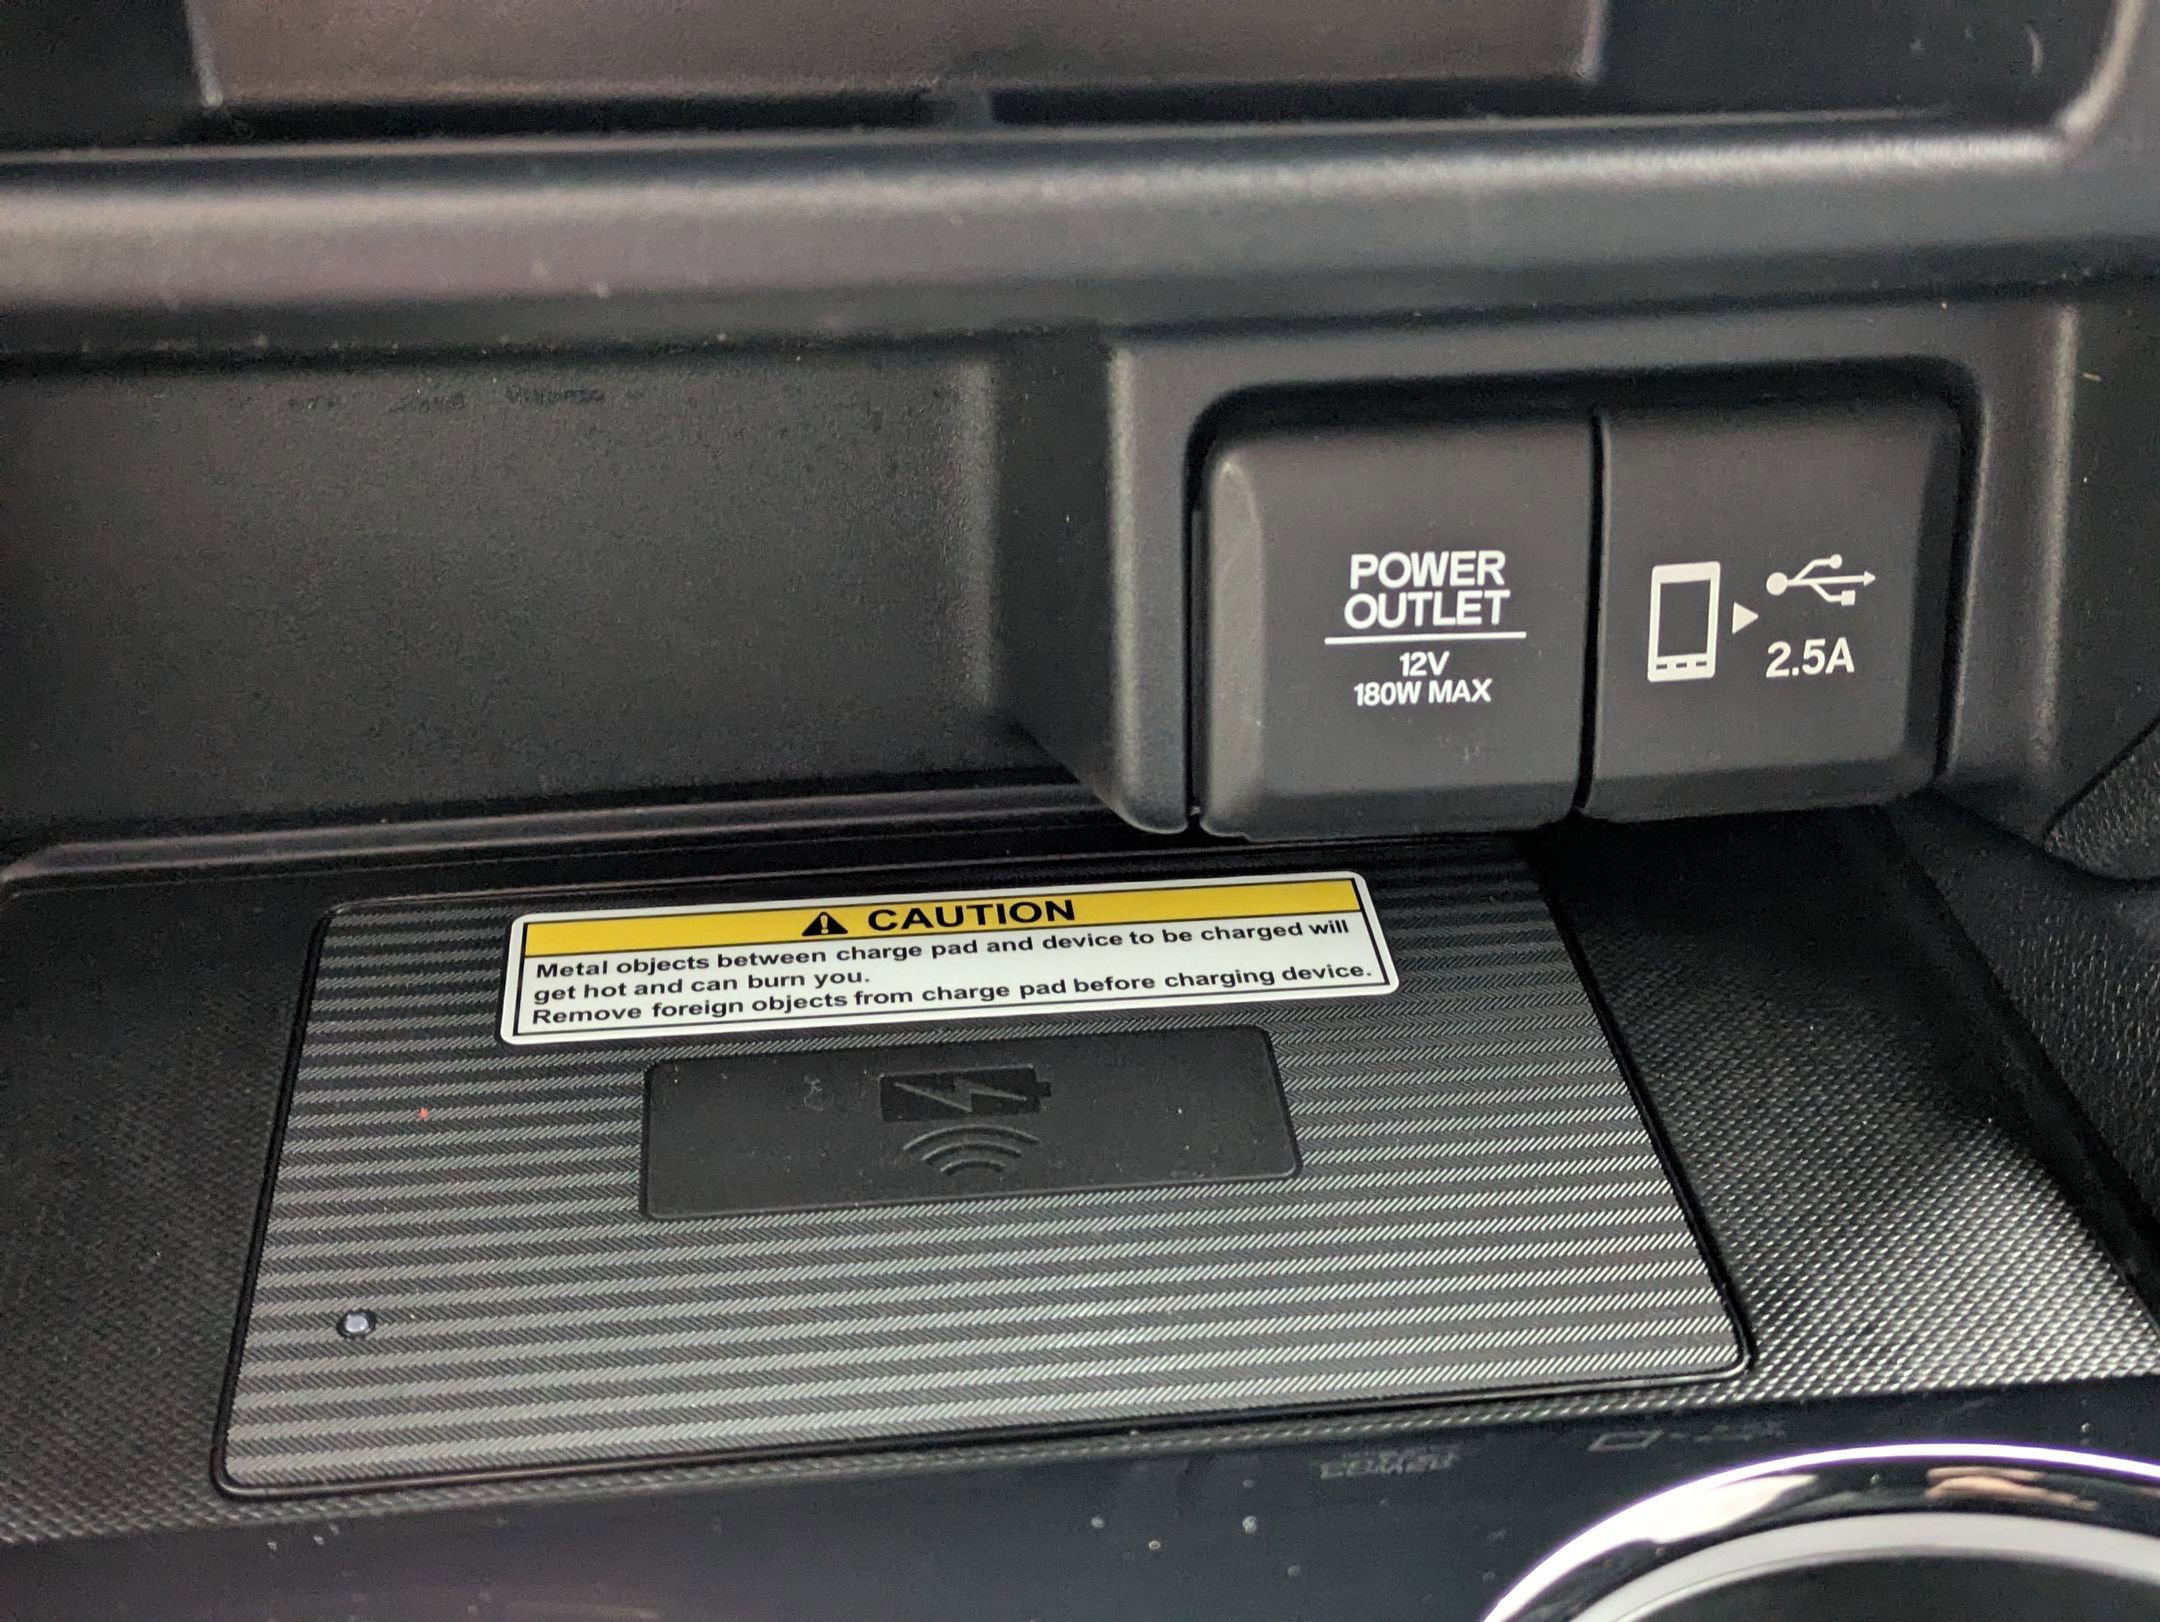 POWER
OUTLET
12V
180W MAX
2.5A
CAUTION
Metal objects between charge pad and device to be charged will
get hot and can burn you.
Remove foreign objects from charge pad before charging device.